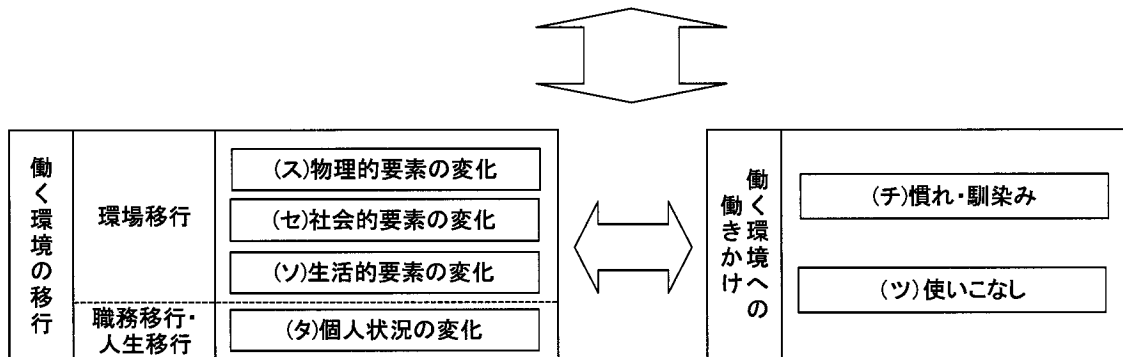 働く環境の移行
環場移行
(ス)物理的要素の変化
(セ)社会的要素の変化
(ソ)生活的要素の変化
職務移行・
人生移行
(タ)個人状況の変化
働く環境への
働きかけ
(チ)慣れ・馴染み
(ツ)使いこなし